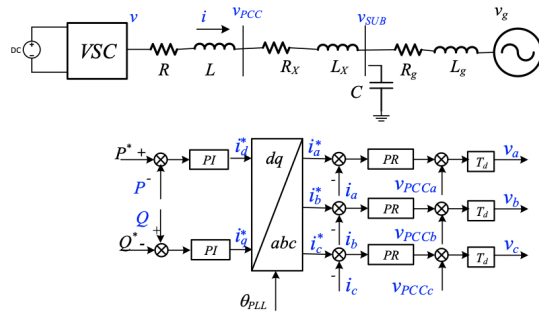 v i v_PCC v_SUB v_g
DC VSC
R L R_X L_X R_g L_g
C
P* + PI i_d* dq i_a* PR T_d v_a
P - - i_a v_PCCa
Q i_b* PR T_d v_b
+ - i_b v_PCCb
Q* - PI i_q* abc i_c* PR T_d v_c
- i_c v_PCCc
θ_PLL